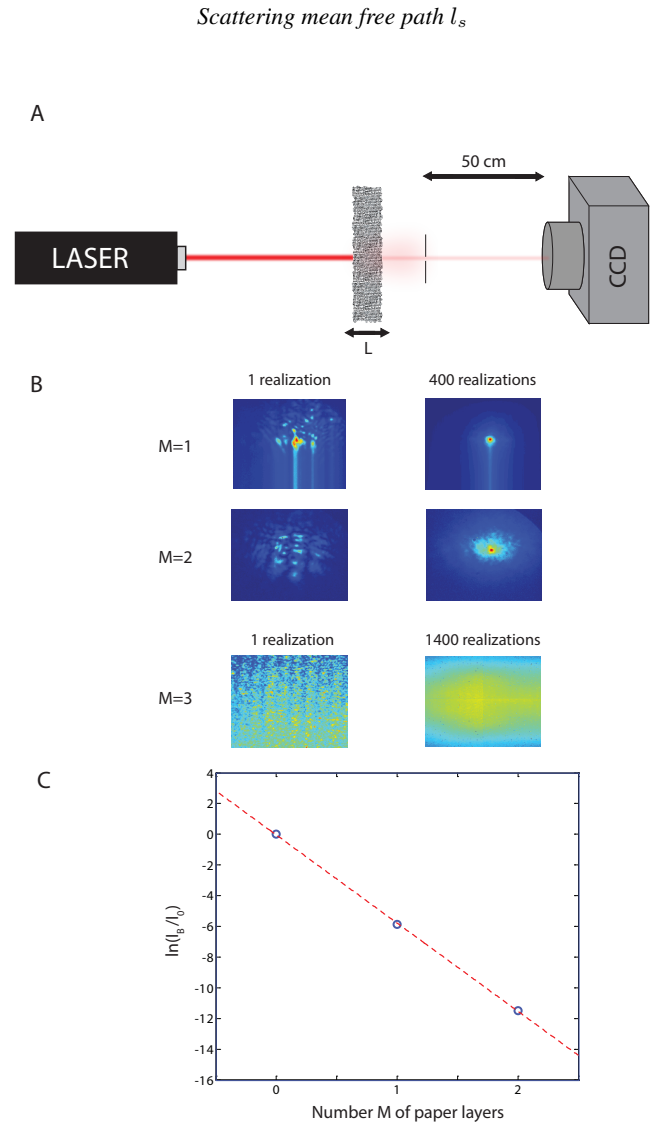 Scattering mean free path l_s
A
50 cm
LASER
CCD
L
B
1 realization 400 realizations
M=1
M=2
1 realization 1400 realizations
M=3
C
4
2
0
-2
-4
-6
-8
-10
-12
-14
-16
ln(I_B/I_0)
0 1 2
Number M of paper layers